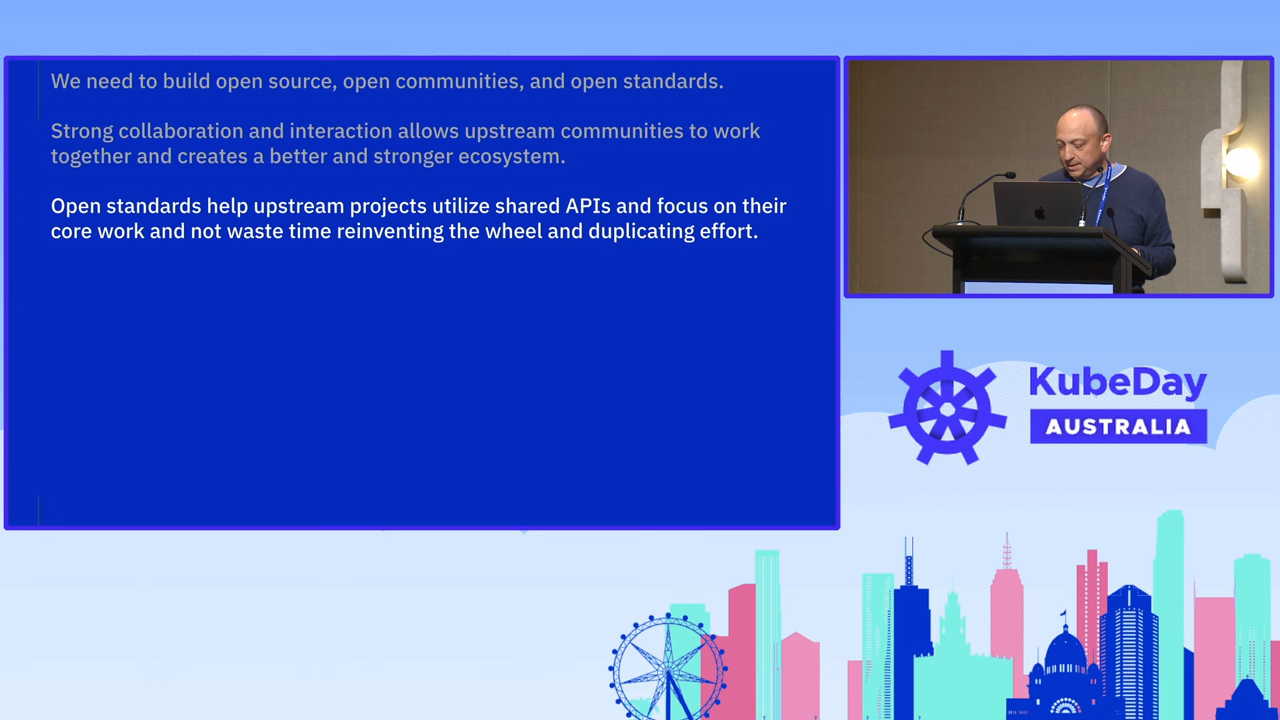 We need to build open source, open communities, and open standards.
Strong collaboration and interaction allows upstream communities to work
together and creates a better and stronger ecosystem.
Open standards help upstream projects utilize shared APIs and focus on their
core work and not waste time reinventing the wheel and duplicating effort.
KubeDay
AUSTRALIA